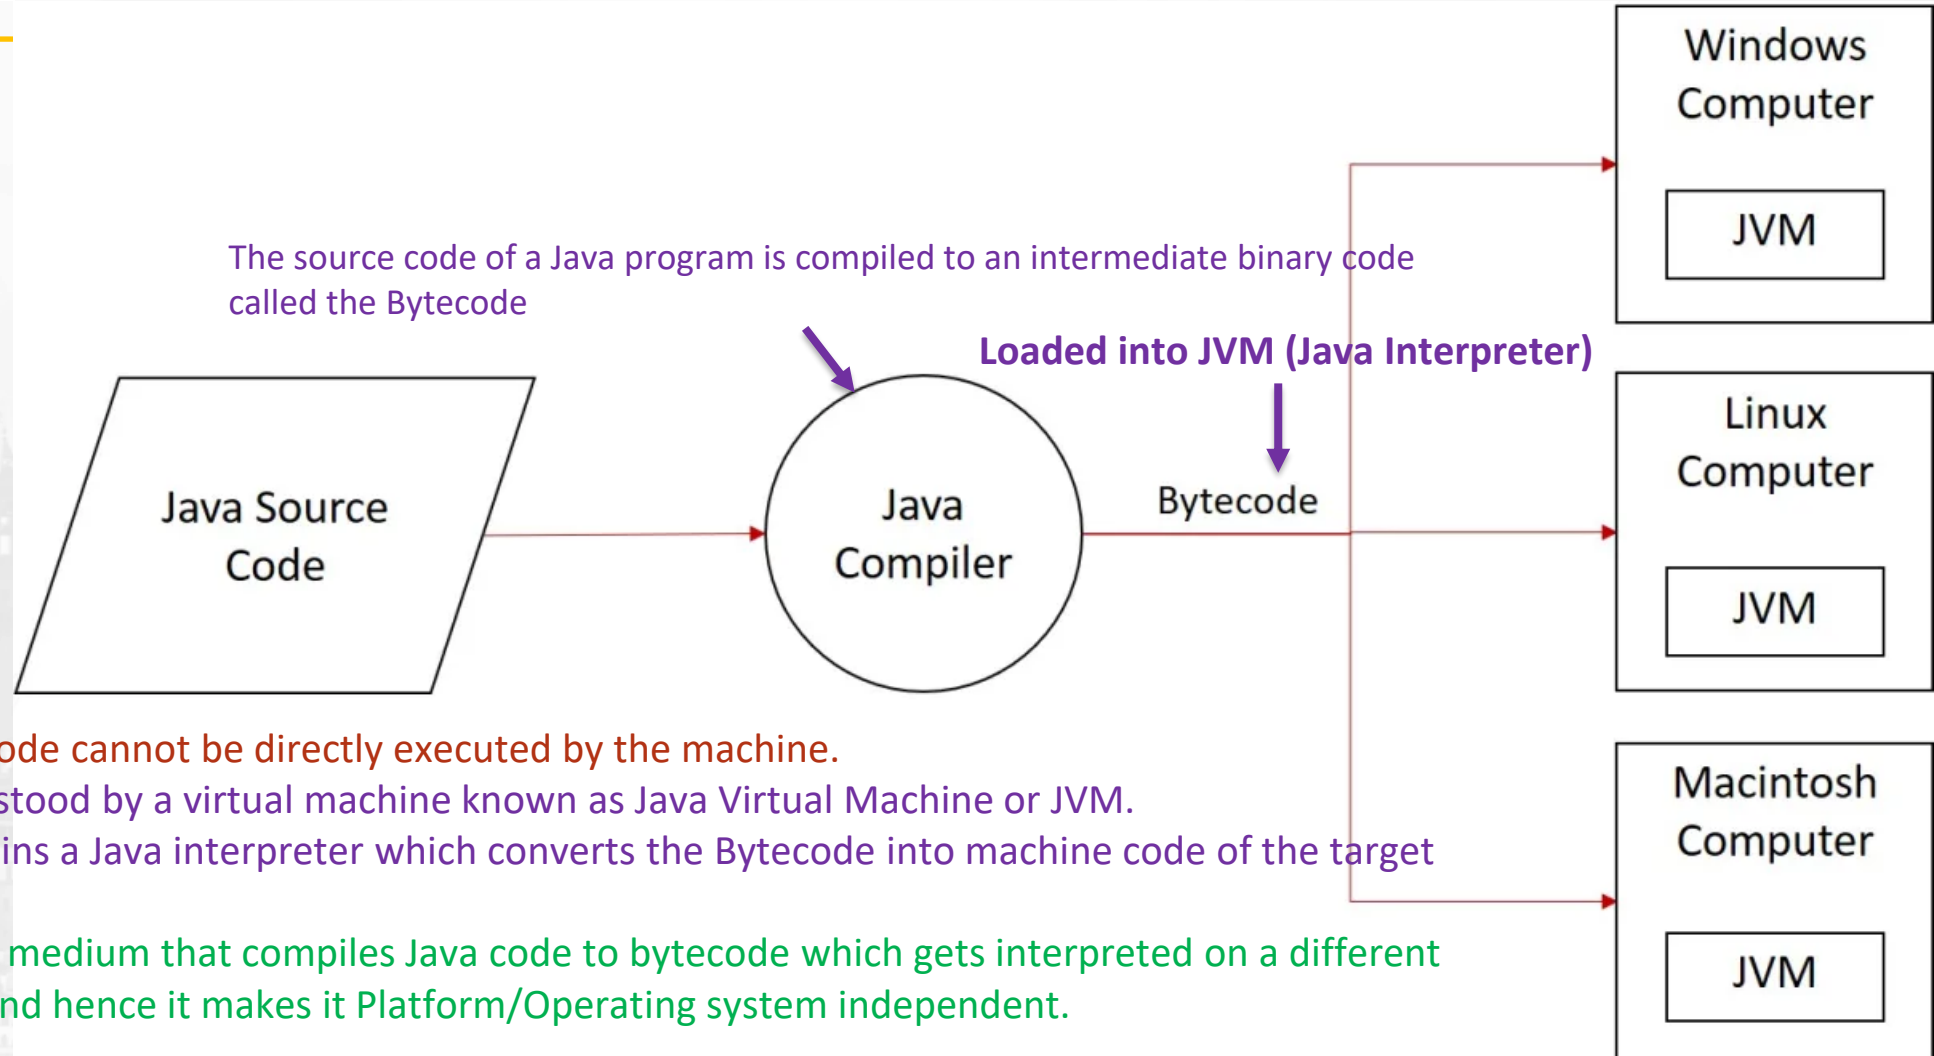 Windows
Computer
JVM
The source code of a Java program is compiled to an intermediate binary code
called the Bytecode
Loaded into JVM (Java Interpreter)
Java Source
Code
Java
Compiler
Bytecode
Linux
Computer
JVM
ode cannot be directly executed by the machine.
stood by a virtual machine known as Java Virtual Machine or JVM.
ins a Java interpreter which converts the Bytecode into machine code of the target
medium that compiles Java code to bytecode which gets interpreted on a different
nd hence it makes it Platform/Operating system independent.
Macintosh
Computer
JVM